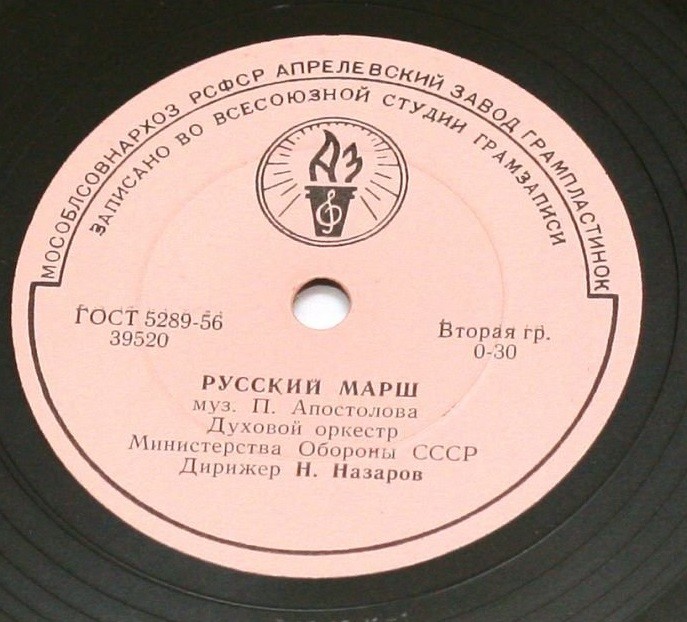 МОСОБЛСОВНАРХОЗ РСФСР АПРЕЛЕВСКИЙ ЗАВОД ГРАМПЛАСТИНОК
ЗАПИСАНО ВО ВСЕСОЮЗНОЙ СТУДИИ ГРАМЗАПИСИ
АЗ
ГОСТ 5289-56
39520
Вторая гр.
0-30
РУССКИЙ МАРШ
муз. П. Апостолова
Духовой оркестр
Министерства Обороны СССР
Дирижер Н. Назаров